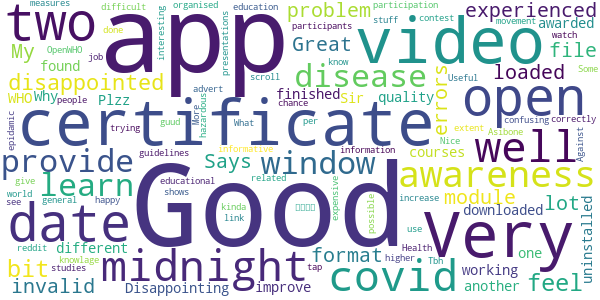 measures difficult organised education interesting participation stuff contest movement
OpenWHO job done participants presentations watch
two app video experienced
My problem awarded
disappointed found Great disease loaded file
WHO Why people Plzz scroll advert finished Sir know quality errors Useful Some
epidamic trying certificate hazardous More chance per extent confusing open correctly
guud What informative information Nice Asibone Against
provide guidelines Says window courses well
learn educational related awareness
world give shows link kinda expensive possible increase module lot
date Good very
see general happy tap use downloaded
midnight format Health higher working one uninstalled
bit different reddit covid feel
invalid knowlage studies Disappointing improve Tbh another